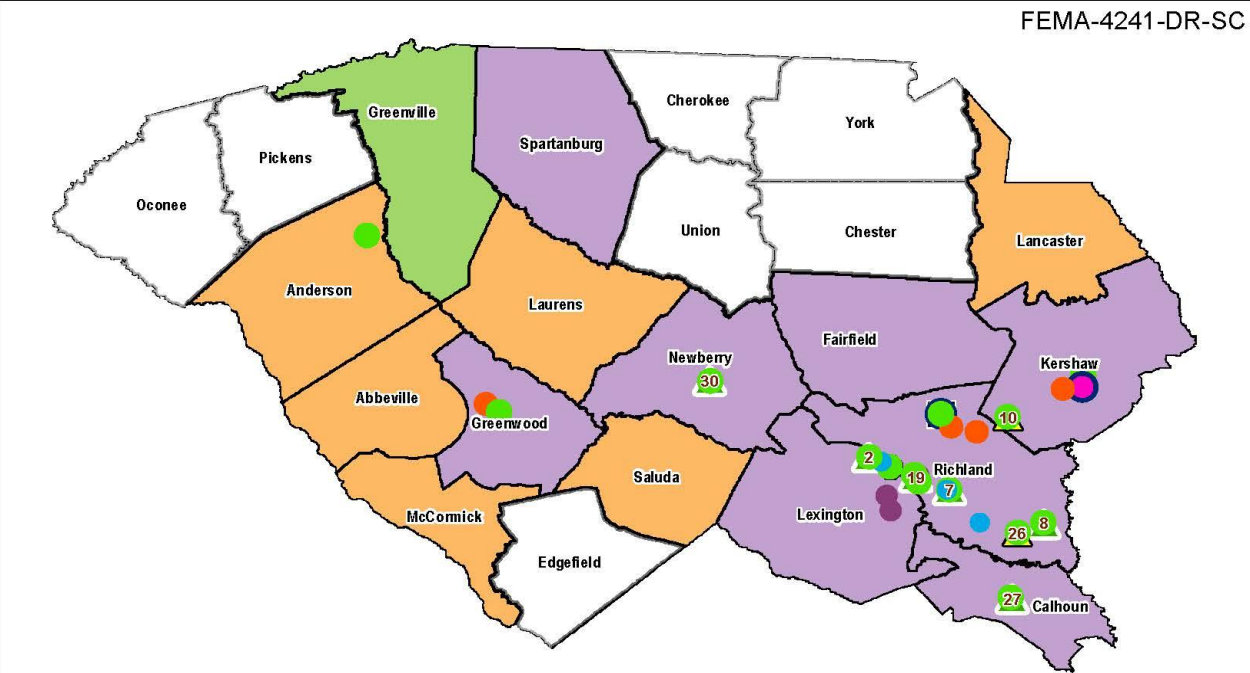 FEMA-4241-DR-SC
Cherokee
Greenville
York
Spartanburg
Pickens
Oconee
Union
Chester
Lancaster
Anderson
Laurens
Fairfield
Newberry
Kershaw
30
Abbeville
10
Greenwood
2
Richland
19
Saluda
7
McCormick
Lexington
8
26
Edgefield
27
Calhoun